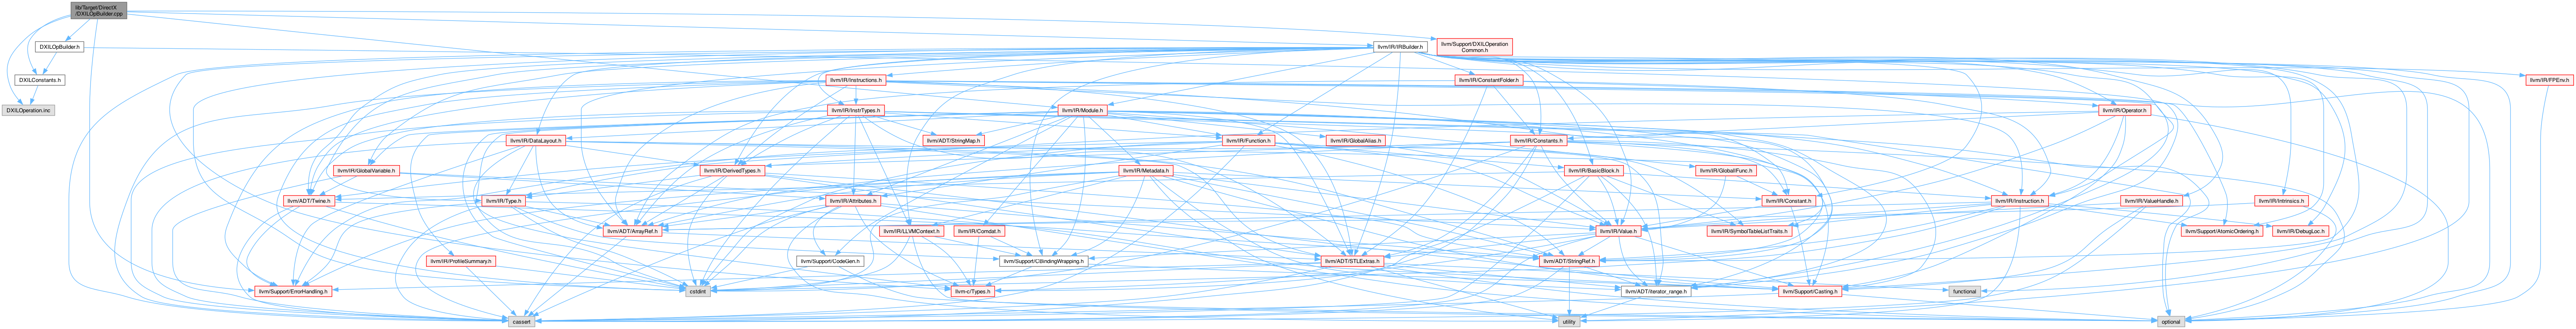 lib/Target/DirectX
/DXILOpBuilder.cpp
DXILOpBuilder.h
llvm/IR/IRBuilder.h
llvm/Support/DXILOperation
Common.h
DXILConstants.h
llvm/IR/Instructions.h
llvm/IR/ConstantFolder.h
llvm/IR/FPEnv.h
DXILOperation.inc
llvm/IR/InstrTypes.h
llvm/IR/Module.h
llvm/IR/Operator.h
llvm/IR/DataLayout.h
llvm/ADT/StringMap.h
llvm/IR/Function.h
llvm/IR/GlobalAlias.h
llvm/IR/Constants.h
llvm/IR/GlobalVariable.h
llvm/IR/DerivedTypes.h
llvm/IR/Metadata.h
llvm/IR/BasicBlock.h
llvm/IR/GlobalIFunc.h
llvm/ADT/Twine.h
llvm/IR/Type.h
llvm/IR/Attributes.h
llvm/IR/Constant.h
llvm/IR/Instruction.h
llvm/IR/ValueHandle.h
llvm/IR/Intrinsics.h
llvm/ADT/ArrayRef.h
llvm/IR/LLVMContext.h
llvm/IR/Comdat.h
llvm/IR/Value.h
llvm/IR/SymbolTableListTraits.h
llvm/Support/AtomicOrdering.h
llvm/IR/DebugLoc.h
llvm/IR/ProfileSummary.h
llvm/Support/CodeGen.h
llvm/Support/CBindingWrapping.h
llvm/ADT/STLExtras.h
llvm/ADT/StringRef.h
llvm/Support/ErrorHandling.h
cstdint
llvm-c/Types.h
llvm/ADT/iterator_range.h
llvm/Support/Casting.h
functional
cassert
utility
optional